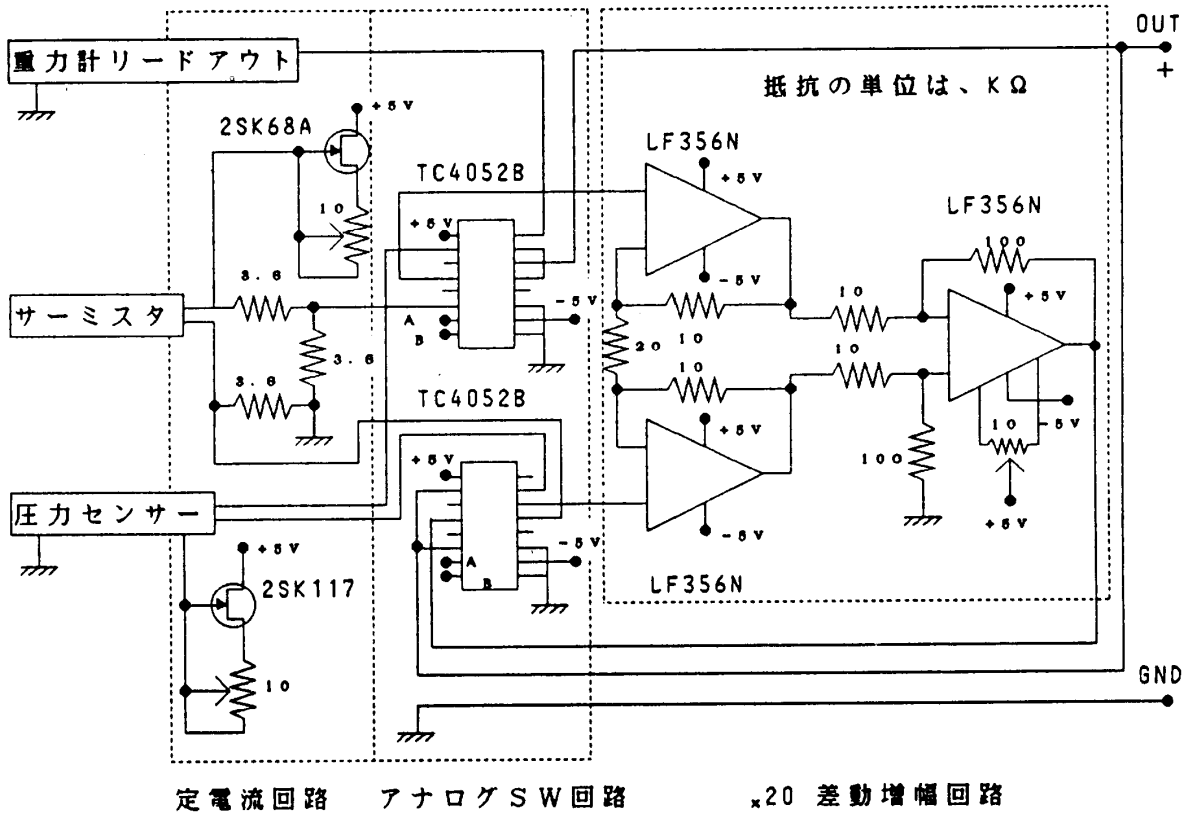 OUT
重力計リードアウト
+
抵抗の単位は、KΩ
+5V
2SK68A
LF356N
TC4052B
+5V
10
LF356N
+5V
100
3.6
-5V
10
-5V
+5V
サーミスタ
A
B
10
20
3.6
10
10
3.6
TC4052B
+5V
10
-5V
+5V
100
圧力センサー
-5V
A
-5V
+5V
+5V
B
2SK117
LF356N
10
GND
定電流回路
アナログSW回路
×20 差動増幅回路